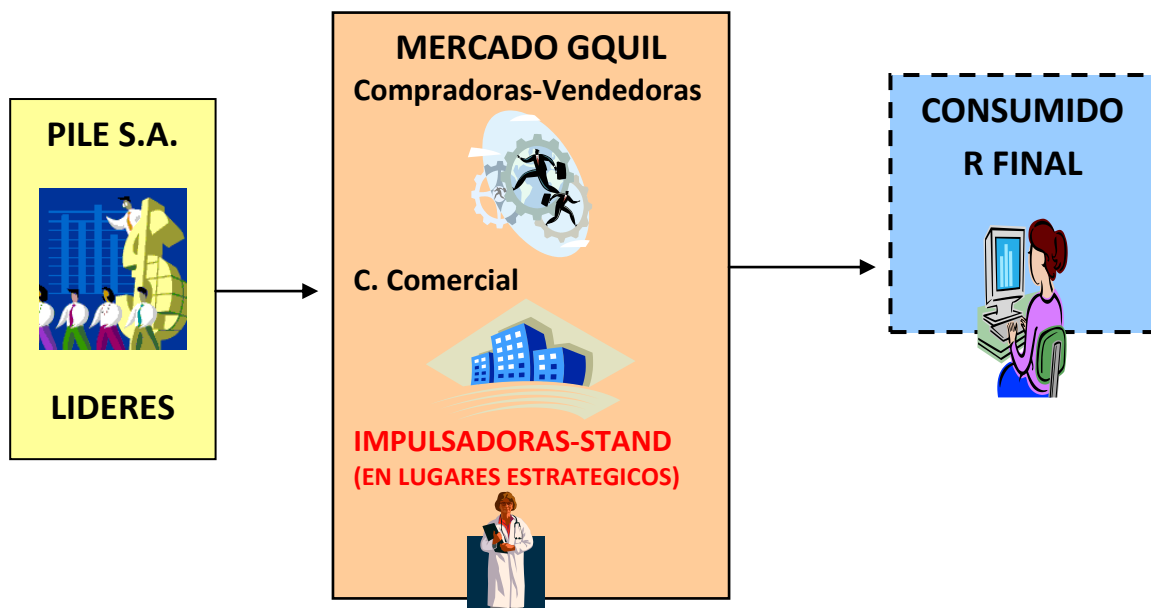 PILE S.A.
LIDERES
MERCADO GQUIL
Compradoras-Vendedoras
C. Comercial
IMPULSADORAS-STAND
(EN LUGARES ESTRATEGICOS)
CONSUMIDO
R FINAL